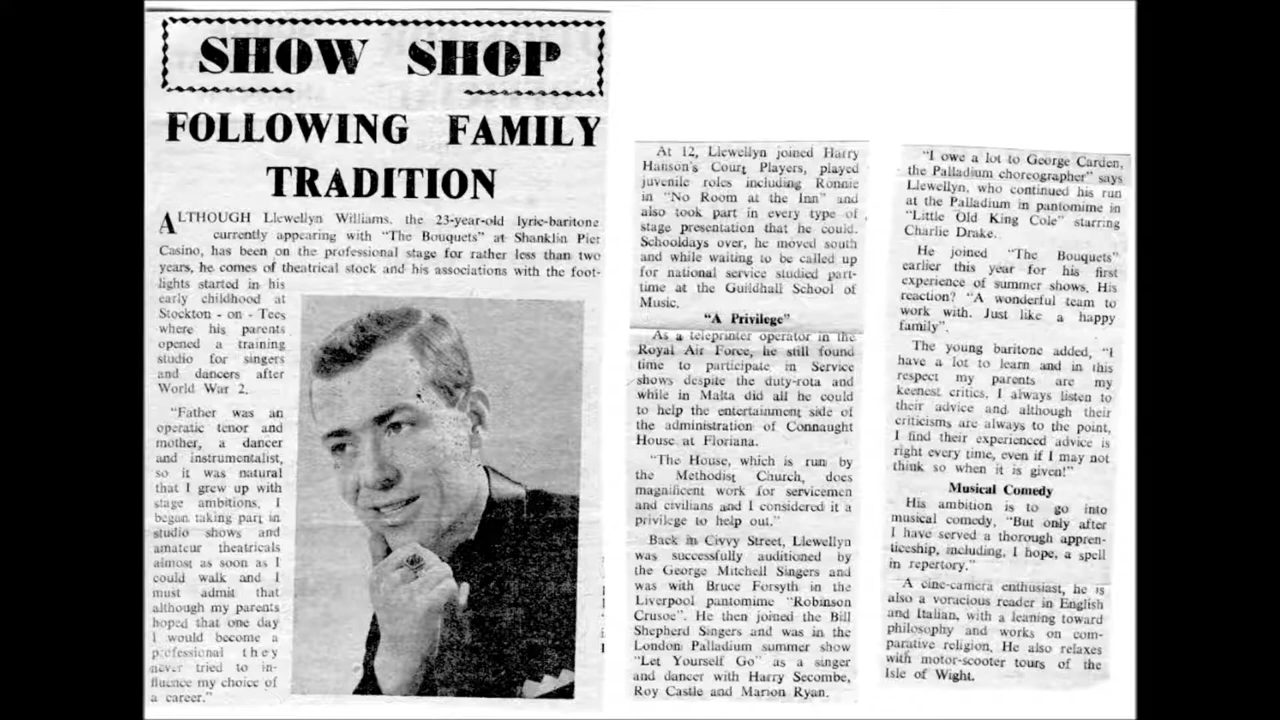 SHOW SHOP
FOLLOWING FAMILY
TRADITION
ALTHOUGH Llewellyn Williams, the 23-year-old lyric-baritone
currently appearing with "The Bouquets" at Shanklin Pier
Casino, has been on the professional stage for rather less than two
years, he comes of theatrical stock and his associations with the foot-
lights started in his
early childhood at
Stockton - on - Tees
where his parents
opened a training
studio for singers
and dancers after
World War 2.
"Father was an
operatic tenor and
mother, a dancer
and instrumentalist,
so it was natural
that I grew up with
stage ambitions. I
began taking part in
studio shows and
amateur theatricals
almost as soon as I
could walk and I
must admit that
although my parents
hoped that one day
I would become a
professional they
never tried to in-
fluence my choice of
a career."
At 12, Llewellyn joined Harry
Hanson's Court Players, played
juvenile roles including Ronnie
in "No Room at the Inn" and
also took part in every type of
stage presentation that he could.
Schooldays over, he moved south
and while waiting to be called up
for national service studied part-
time at the Guildhall School of
Music.
"A Privilege"
As a teleprinter operator in the
Royal Air Force, he still found
time to participate in Service
shows despite the duty-rota and
while in Malta did all he could
to help the entertainment side of
the administration of Connaught
House at Floriana.
"The House, which is run by
the Methodist Church, does
magnificent work for servicemen
and civilians and I considered it a
privilege to help out."
Back in Civvy Street, Llewellyn
was successfully auditioned by
the George Mitchell Singers and
was with Bruce Forsyth in the
Liverpool pantomime "Robinson
Crusoe". He then joined the Bill
Shepherd Singers and was in the
London Palladium summer show
"Let Yourself Go" as a singer
and dancer with Harry Secombe,
Roy Castle and Marion Ryan.
"I owe a lot to George Carden,
the Palladium choreographer" says
Llewellyn, who continued his run
at the Palladium in pantomime in
"Little Old King Cole" starring
Charlie Drake.
He joined "The Bouquets"
earlier this year for his first
experience of summer shows. His
reaction? "A wonderful team to
work with. Just like a happy
family".
The young baritone added, "I
have a lot to learn and in this
respect my parents are my
keenest critics. I always listen to
their advice and although their
criticisms are always to the point,
I find their experienced advice is
right every time, even if I may not
think so when it is given!"
Musical Comedy
His ambition is to go into
musical comedy, "But only after
I have served a thorough appren-
ticeship, including, I hope, a spell
in repertory."
A cine-camera enthusiast, he is
also a voracious reader in English
and Italian, with a leaning toward
philosophy and works on com-
parative religion. He also relaxes
with motor-scooter tours of the
Isle of Wight.